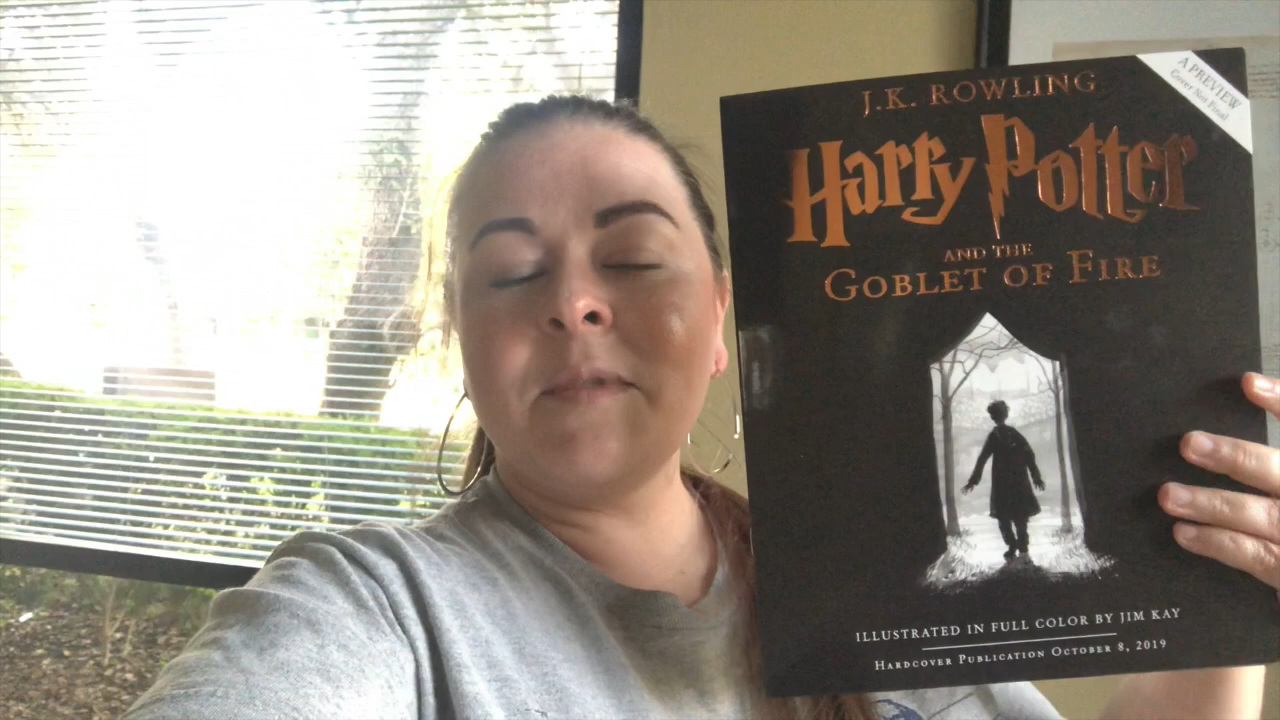 A PREVIEW
Cover Not Final
J.K. ROWLING
Harry Potter
AND THE
GOBLET OF FIRE
ILLUSTRATED IN FULL COLOR BY JIM KAY
HARDCOVER PUBLICATION OCTOBER 8, 2019